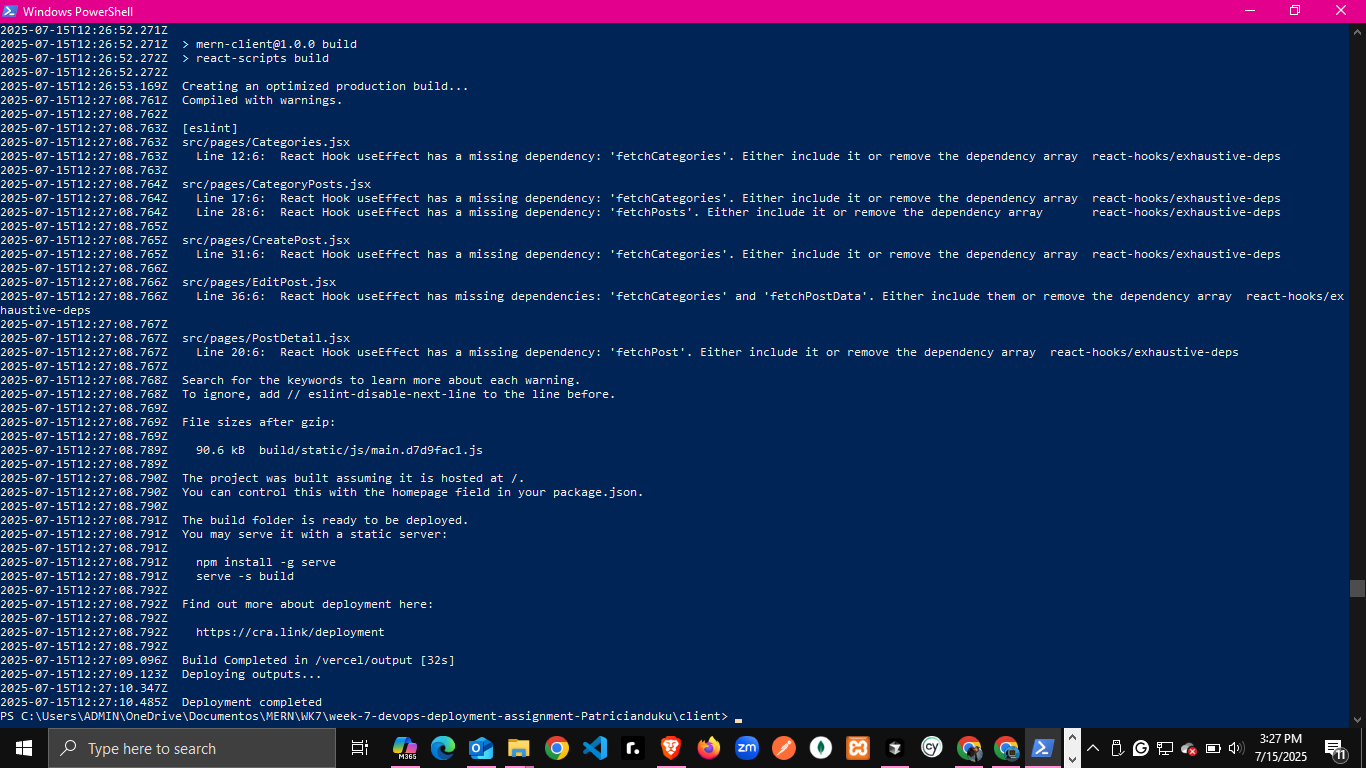 Windows PowerShell
2025-07-15T12:26:52.271Z
2025-07-15T12:26:52.271Z  > mern-client@1.0.0 build
2025-07-15T12:26:52.272Z  > react-scripts build
2025-07-15T12:26:52.272Z
2025-07-15T12:26:53.169Z  Creating an optimized production build...
2025-07-15T12:27:08.761Z  Compiled with warnings.
2025-07-15T12:27:08.762Z
2025-07-15T12:27:08.763Z  [eslint]
2025-07-15T12:27:08.763Z  src/pages/Categories.jsx
2025-07-15T12:27:08.763Z    Line 12:6:  React Hook useEffect has a missing dependency: 'fetchCategories'. Either include it or remove the dependency array  react-hooks/exhaustive-deps
2025-07-15T12:27:08.763Z
2025-07-15T12:27:08.764Z  src/pages/CategoryPosts.jsx
2025-07-15T12:27:08.764Z    Line 17:6:  React Hook useEffect has a missing dependency: 'fetchCategories'. Either include it or remove the dependency array  react-hooks/exhaustive-deps
2025-07-15T12:27:08.764Z    Line 28:6:  React Hook useEffect has a missing dependency: 'fetchPosts'. Either include it or remove the dependency array       react-hooks/exhaustive-deps
2025-07-15T12:27:08.765Z
2025-07-15T12:27:08.765Z  src/pages/CreatePost.jsx
2025-07-15T12:27:08.765Z    Line 31:6:  React Hook useEffect has a missing dependency: 'fetchCategories'. Either include it or remove the dependency array  react-hooks/exhaustive-deps
2025-07-15T12:27:08.766Z
2025-07-15T12:27:08.766Z  src/pages/EditPost.jsx
2025-07-15T12:27:08.766Z    Line 36:6:  React Hook useEffect has missing dependencies: 'fetchCategories' and 'fetchPostData'. Either include them or remove the dependency array  react-hooks/ex
haustive-deps
2025-07-15T12:27:08.767Z
2025-07-15T12:27:08.767Z  src/pages/PostDetail.jsx
2025-07-15T12:27:08.767Z    Line 20:6:  React Hook useEffect has a missing dependency: 'fetchPost'. Either include it or remove the dependency array  react-hooks/exhaustive-deps
2025-07-15T12:27:08.767Z
2025-07-15T12:27:08.768Z  Search for the keywords to learn more about each warning.
2025-07-15T12:27:08.768Z  To ignore, add // eslint-disable-next-line to the line before.
2025-07-15T12:27:08.769Z
2025-07-15T12:27:08.769Z  File sizes after gzip:
2025-07-15T12:27:08.769Z
2025-07-15T12:27:08.789Z    90.6 kB  build/static/js/main.d7d9fac1.js
2025-07-15T12:27:08.789Z
2025-07-15T12:27:08.790Z  The project was built assuming it is hosted at /.
2025-07-15T12:27:08.790Z  You can control this with the homepage field in your package.json.
2025-07-15T12:27:08.790Z
2025-07-15T12:27:08.791Z  The build folder is ready to be deployed.
2025-07-15T12:27:08.791Z  You may serve it with a static server:
2025-07-15T12:27:08.791Z
2025-07-15T12:27:08.791Z    npm install -g serve
2025-07-15T12:27:08.791Z    serve -s build
2025-07-15T12:27:08.792Z
2025-07-15T12:27:08.792Z  Find out more about deployment here:
2025-07-15T12:27:08.792Z
2025-07-15T12:27:08.792Z    https://cra.link/deployment
2025-07-15T12:27:08.792Z
2025-07-15T12:27:09.096Z  Build Completed in /vercel/output [32s]
2025-07-15T12:27:09.123Z  Deploying outputs...
2025-07-15T12:27:10.347Z
2025-07-15T12:27:10.485Z  Deployment completed
PS C:\Users\ADMIN\OneDrive\Documentos\MERN\WK7\week-7-devops-deployment-assignment-Patricianduku\client>
Type here to search
M365
r.
zm
CY
G
3:27 PM
7/15/2025
11